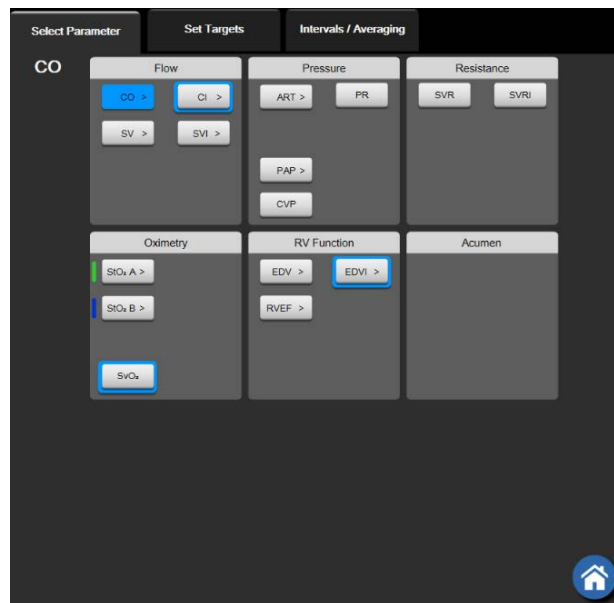 Select Parameter
Set Targets
Intervals / Averaging
CO
Flow
CO >
CI >
SV >
SVI >
Pressure
ART >
PR
PAP >
CVP
Resistance
SVR
SVRI
Oximetry
StO₂ A >
StO₂ B >
SvO₂
RV Function
EDV >
EDVI >
RVEF >
Acumen